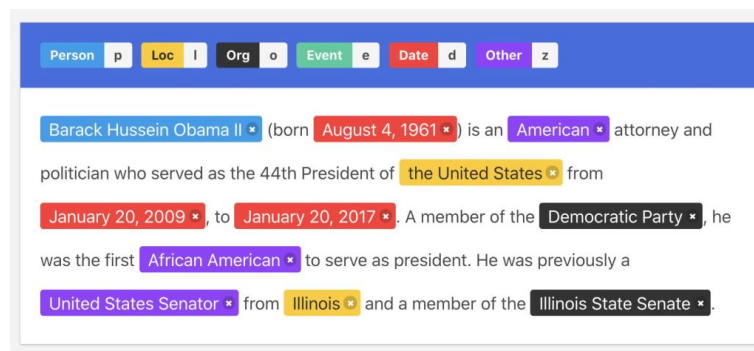 Person p Loc l Org o Event e Date d Other z
Barack Hussein Obama II (born August 4, 1961) is an American attorney and
politician who served as the 44th President of the United States from
January 20, 2009, to January 20, 2017. A member of the Democratic Party, he
was the first African American to serve as president. He was previously a
United States Senator from Illinois and a member of the Illinois State Senate.